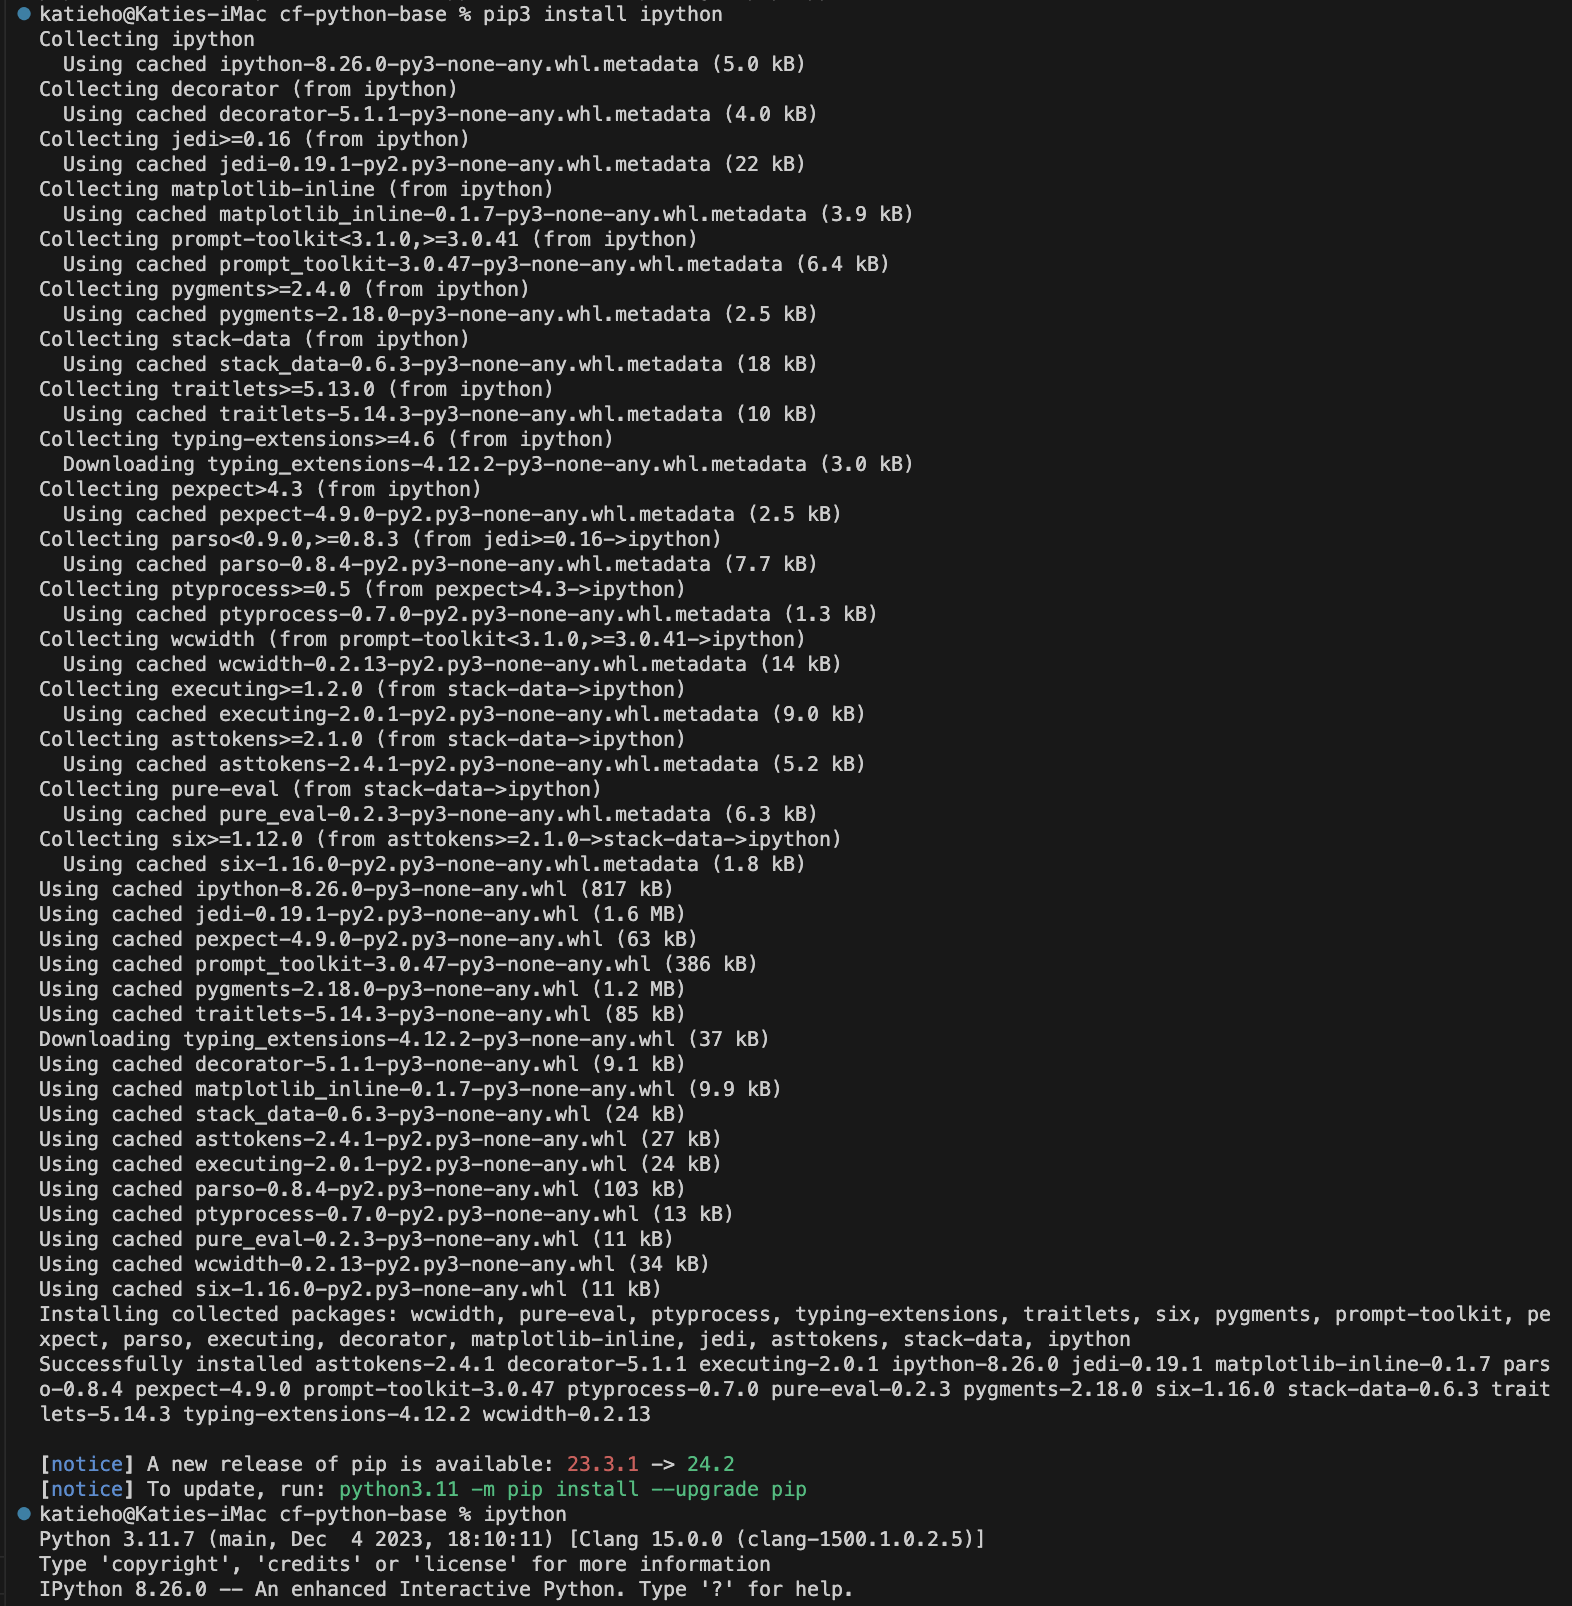 katieho@Katies-iMac cf-python-base % pip3 install ipython
Collecting ipython
  Using cached ipython-8.26.0-py3-none-any.whl.metadata (5.0 kB)
Collecting decorator (from ipython)
  Using cached decorator-5.1.1-py3-none-any.whl.metadata (4.0 kB)
Collecting jedi>=0.16 (from ipython)
  Using cached jedi-0.19.1-py2.py3-none-any.whl.metadata (22 kB)
Collecting matplotlib-inline (from ipython)
  Using cached matplotlib_inline-0.1.7-py3-none-any.whl.metadata (3.9 kB)
Collecting prompt-toolkit<3.1.0,>=3.0.41 (from ipython)
  Using cached prompt_toolkit-3.0.47-py3-none-any.whl.metadata (6.4 kB)
Collecting pygments>=2.4.0 (from ipython)
  Using cached pygments-2.18.0-py3-none-any.whl.metadata (2.5 kB)
Collecting stack-data (from ipython)
  Using cached stack_data-0.6.3-py3-none-any.whl.metadata (18 kB)
Collecting traitlets>=5.13.0 (from ipython)
  Using cached traitlets-5.14.3-py3-none-any.whl.metadata (10 kB)
Collecting typing-extensions>=4.6 (from ipython)
  Downloading typing_extensions-4.12.2-py3-none-any.whl.metadata (3.0 kB)
Collecting pexpect>4.3 (from ipython)
  Using cached pexpect-4.9.0-py2.py3-none-any.whl.metadata (2.5 kB)
Collecting parso<0.9.0,>=0.8.3 (from jedi>=0.16->ipython)
  Using cached parso-0.8.4-py2.py3-none-any.whl.metadata (7.7 kB)
Collecting ptyprocess>=0.5 (from pexpect>4.3->ipython)
  Using cached ptyprocess-0.7.0-py2.py3-none-any.whl.metadata (1.3 kB)
Collecting wcwidth (from prompt-toolkit<3.1.0,>=3.0.41->ipython)
  Using cached wcwidth-0.2.13-py2.py3-none-any.whl.metadata (14 kB)
Collecting executing>=1.2.0 (from stack-data->ipython)
  Using cached executing-2.0.1-py2.py3-none-any.whl.metadata (9.0 kB)
Collecting asttokens>=2.1.0 (from stack-data->ipython)
  Using cached asttokens-2.4.1-py2.py3-none-any.whl.metadata (5.2 kB)
Collecting pure-eval (from stack-data->ipython)
  Using cached pure_eval-0.2.3-py3-none-any.whl.metadata (6.3 kB)
Collecting six>=1.12.0 (from asttokens>=2.1.0->stack-data->ipython)
  Using cached six-1.16.0-py2.py3-none-any.whl.metadata (1.8 kB)
Using cached ipython-8.26.0-py3-none-any.whl (817 kB)
Using cached jedi-0.19.1-py2.py3-none-any.whl (1.6 MB)
Using cached pexpect-4.9.0-py2.py3-none-any.whl (63 kB)
Using cached prompt_toolkit-3.0.47-py3-none-any.whl (386 kB)
Using cached pygments-2.18.0-py3-none-any.whl (1.2 MB)
Using cached traitlets-5.14.3-py3-none-any.whl (85 kB)
Downloading typing_extensions-4.12.2-py3-none-any.whl (37 kB)
Using cached decorator-5.1.1-py3-none-any.whl (9.1 kB)
Using cached matplotlib_inline-0.1.7-py3-none-any.whl (9.9 kB)
Using cached stack_data-0.6.3-py3-none-any.whl (24 kB)
Using cached asttokens-2.4.1-py2.py3-none-any.whl (27 kB)
Using cached executing-2.0.1-py2.py3-none-any.whl (24 kB)
Using cached parso-0.8.4-py2.py3-none-any.whl (103 kB)
Using cached ptyprocess-0.7.0-py2.py3-none-any.whl (13 kB)
Using cached pure_eval-0.2.3-py3-none-any.whl (11 kB)
Using cached wcwidth-0.2.13-py2.py3-none-any.whl (34 kB)
Using cached six-1.16.0-py2.py3-none-any.whl (11 kB)
Installing collected packages: wcwidth, pure-eval, ptyprocess, typing-extensions, traitlets, six, pygments, prompt-toolkit, pe
xpect, parso, executing, decorator, matplotlib-inline, jedi, asttokens, stack-data, ipython
Successfully installed asttokens-2.4.1 decorator-5.1.1 executing-2.0.1 ipython-8.26.0 jedi-0.19.1 matplotlib-inline-0.1.7 pars
o-0.8.4 pexpect-4.9.0 prompt-toolkit-3.0.47 ptyprocess-0.7.0 pure-eval-0.2.3 pygments-2.18.0 six-1.16.0 stack-data-0.6.3 trait
lets-5.14.3 typing-extensions-4.12.2 wcwidth-0.2.13

[notice] A new release of pip is available: 23.3.1 -> 24.2
[notice] To update, run: python3.11 -m pip install --upgrade pip
katieho@Katies-iMac cf-python-base % ipython
Python 3.11.7 (main, Dec  4 2023, 18:10:11) [Clang 15.0.0 (clang-1500.1.0.2.5)]
Type 'copyright', 'credits' or 'license' for more information
IPython 8.26.0 -- An enhanced Interactive Python. Type '?' for help.